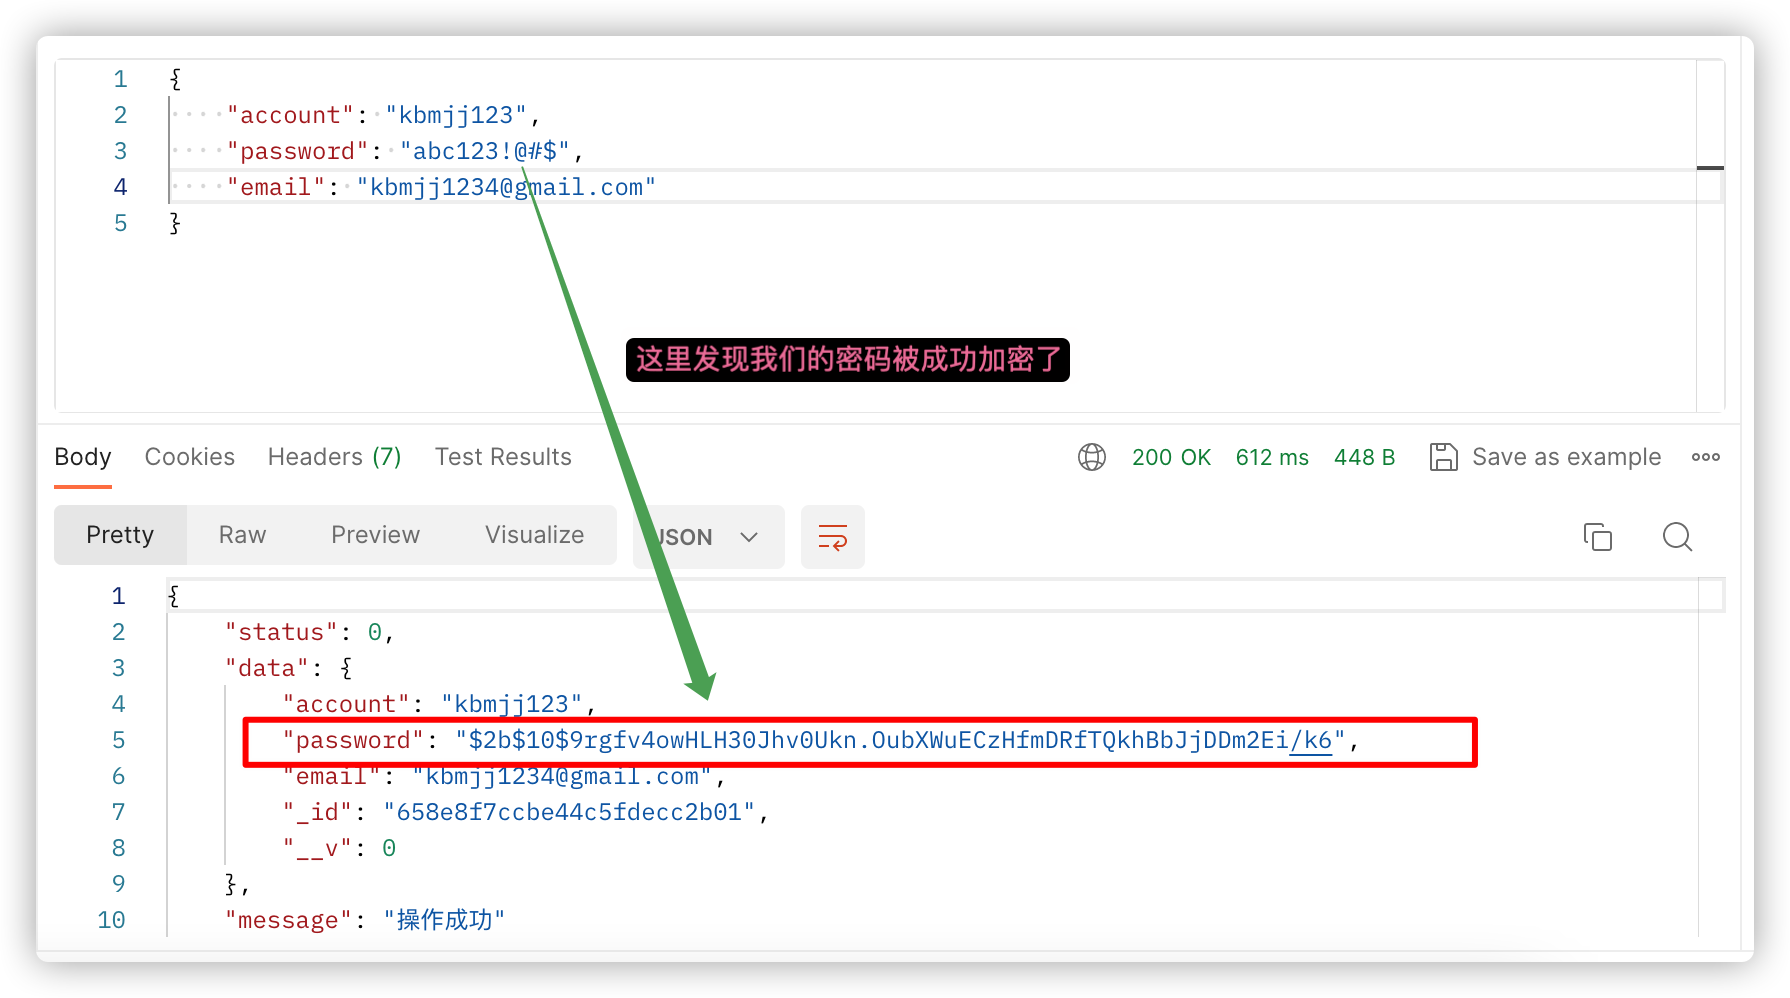 1 {
2 "account": "kbmjj123",
3 "password": "abc123!@#$",
4 "email": "kbmjj1234@gmail.com"
5 }
这里发现我们的密码被成功加密了
Body Cookies Headers (7) Test Results 200 OK 612 ms 448 B Save as example
Pretty Raw Preview Visualize JSON
1 {
2 "status": 0,
3 "data": {
4 "account": "kbmjj123",
5 "password": "$2b$10$9rgfv4owHLH30Jhv0Ukn.OubXWuECzHfmDRfTQkhBbJjDDm2Ei/k6",
6 "email": "kbmjj1234@gmail.com",
7 "_id": "658e8f7ccbe44c5fdecc2b01",
8 "__v": 0
9 },
10 "message": "操作成功"